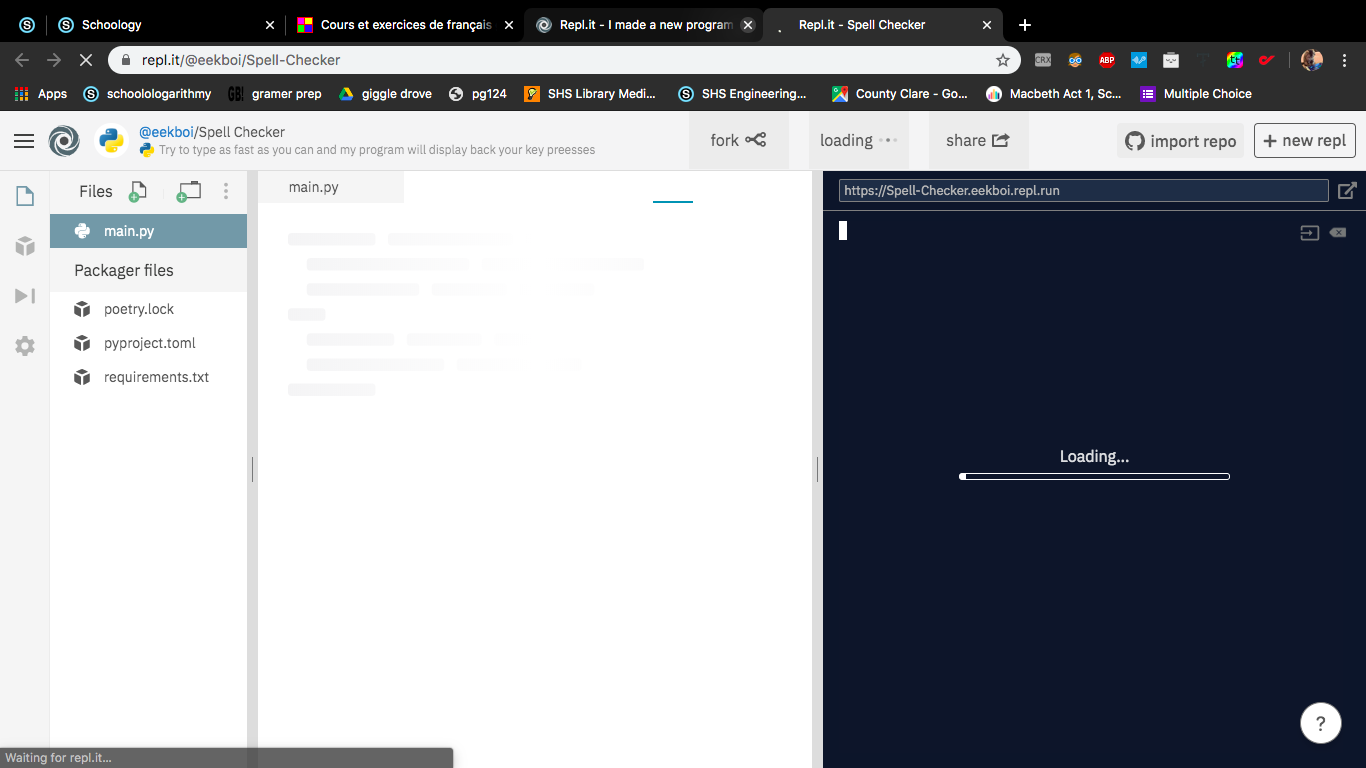 Schoology
Cours et exercices de français
Repl.it - I made a new program
Repl.it - Spell Checker
repl.it/@eekboi/Spell-Checker
CRX
ABP
Apps
schoolologarithmy
GB!
gramer prep
giggle drove
pg124
SHS Library Medi...
SHS Engineering...
County Clare - Go...
Macbeth Act 1, Sc...
Multiple Choice
@eekboi/Spell Checker
Try to type as fast as you can and my program will display back your key preesses
fork
loading
share
import repo
+ new repl
Files
main.py
https://Spell-Checker.eekboi.repl.run
main.py
Packager files
poetry.lock
pyproject.toml
requirements.txt
Loading...
?
Waiting for repl.it...